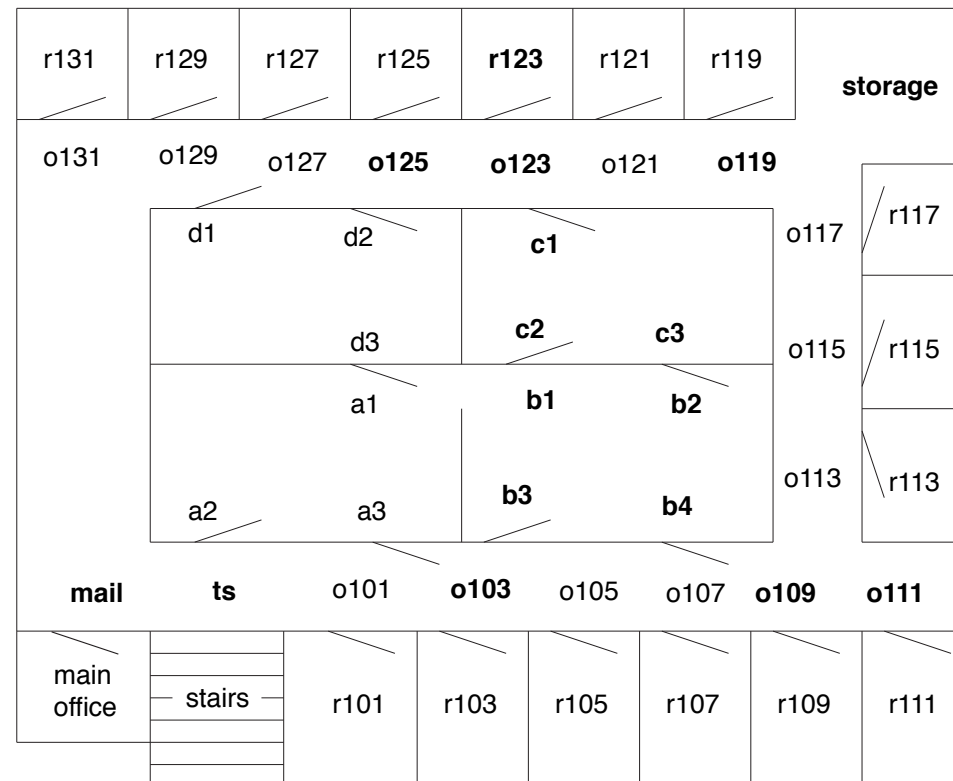 r131 r129 r127 r125 r123 r121 r119
storage
o131 o129 o127 o125 o123 o121 o119
d1 d2 c1 o117 r117
d3 c2 c3 o115 r115
a1 b1 b2
a2 a3 b3 b4 o113 r113
mail ts o101 o103 o105 o107 o109 o111
main
office
stairs r101 r103 r105 r107 r109 r111